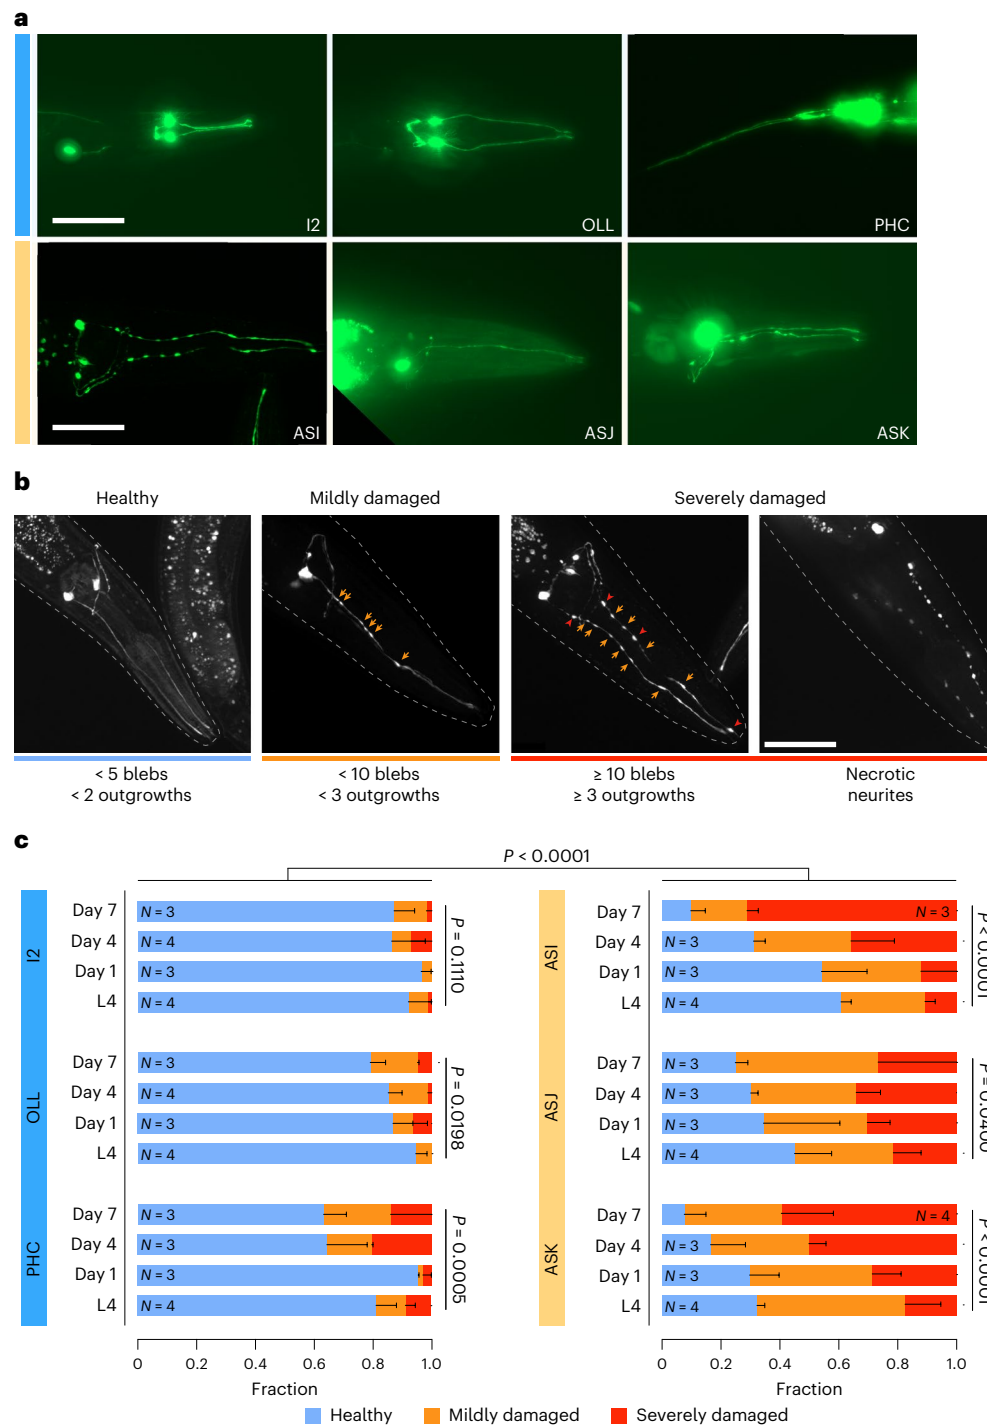 a
I2
OLL
PHC
ASI
ASJ
ASK
b
Healthy
Mildly damaged
Severely damaged
< 5 blebs
< 2 outgrowths
< 10 blebs
< 3 outgrowths
≥ 10 blebs
≥ 3 outgrowths
Necrotic
neurites
c
P < 0.0001
I2
Day 7
N = 3
Day 4
N = 4
Day 1
N = 3
L4
N = 4
P = 0.1110
OLL
Day 7
N = 3
Day 4
N = 4
Day 1
N = 3
L4
N = 4
P = 0.0198
PHC
Day 7
N = 3
Day 4
N = 3
Day 1
N = 3
L4
N = 4
P = 0.0005
0 0.2 0.4 0.6 0.8 1.0
Fraction
ASI
Day 7
N = 3
Day 4
N = 3
Day 1
N = 3
L4
N = 4
P < 0.0001
ASJ
Day 7
N = 3
Day 4
N = 3
Day 1
N = 3
L4
N = 4
P = 0.0400
ASK
Day 7
N = 4
Day 4
N = 3
Day 1
N = 3
L4
N = 4
P < 0.0001
0 0.2 0.4 0.6 0.8 1.0
Fraction
Healthy
Mildly damaged
Severely damaged